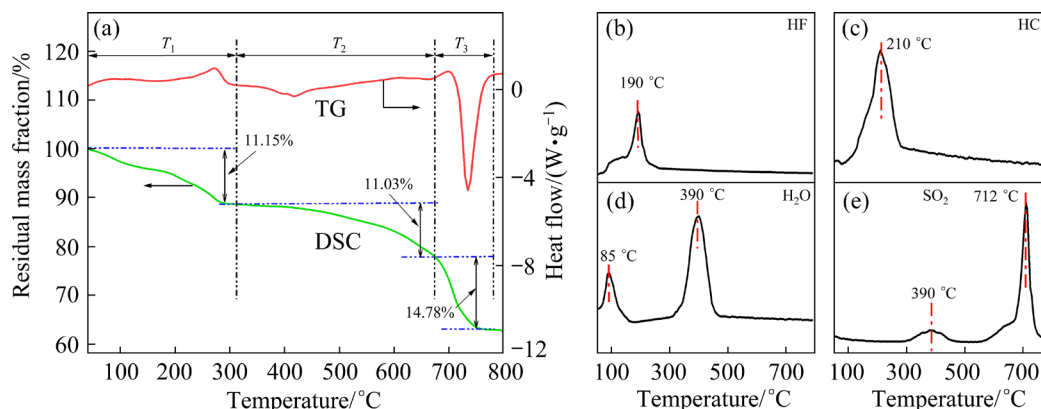 (a)
T1
T2
T3
120
110
100
90
80
70
60
Residual mass fraction/%
TG
DSC
11.15%
11.03%
14.78%
0
−4
−8
−12
Heat flow/(W•g⁻¹)
100 200 300 400 500 600 700 800
Temperature/°C
(b)
HF
190 °C
(c)
HC
210 °C
(d)
H₂O
85 °C
390 °C
(e)
SO₂
712 °C
390 °C
100 300 500 700
Temperature/°C
100 300 500 700
Temperature/°C